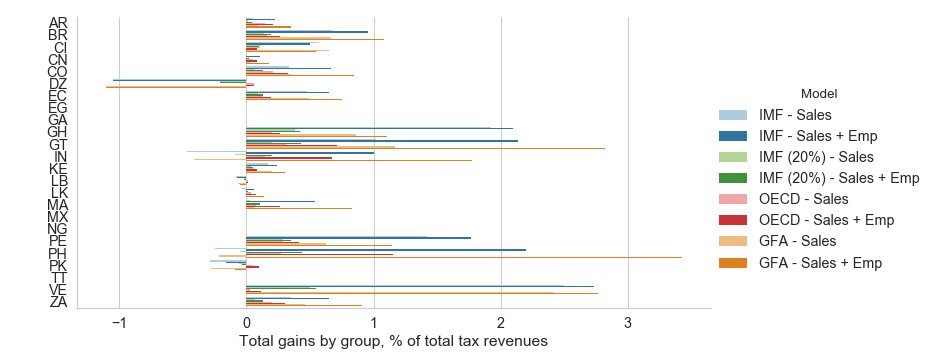 AR
BR
CI
CN
CO
DZ
EC
EG
GA
GH
GT
IN
KE
LB
LK
MA
MX
NG
PE
PH
PK
TT
VE
ZA
−1
0
1
2
3
Total gains by group, % of total tax revenues
Model
IMF - Sales
IMF - Sales + Emp
IMF (20%) - Sales
IMF (20%) - Sales + Emp
OECD - Sales
OECD - Sales + Emp
GFA - Sales
GFA - Sales + Emp